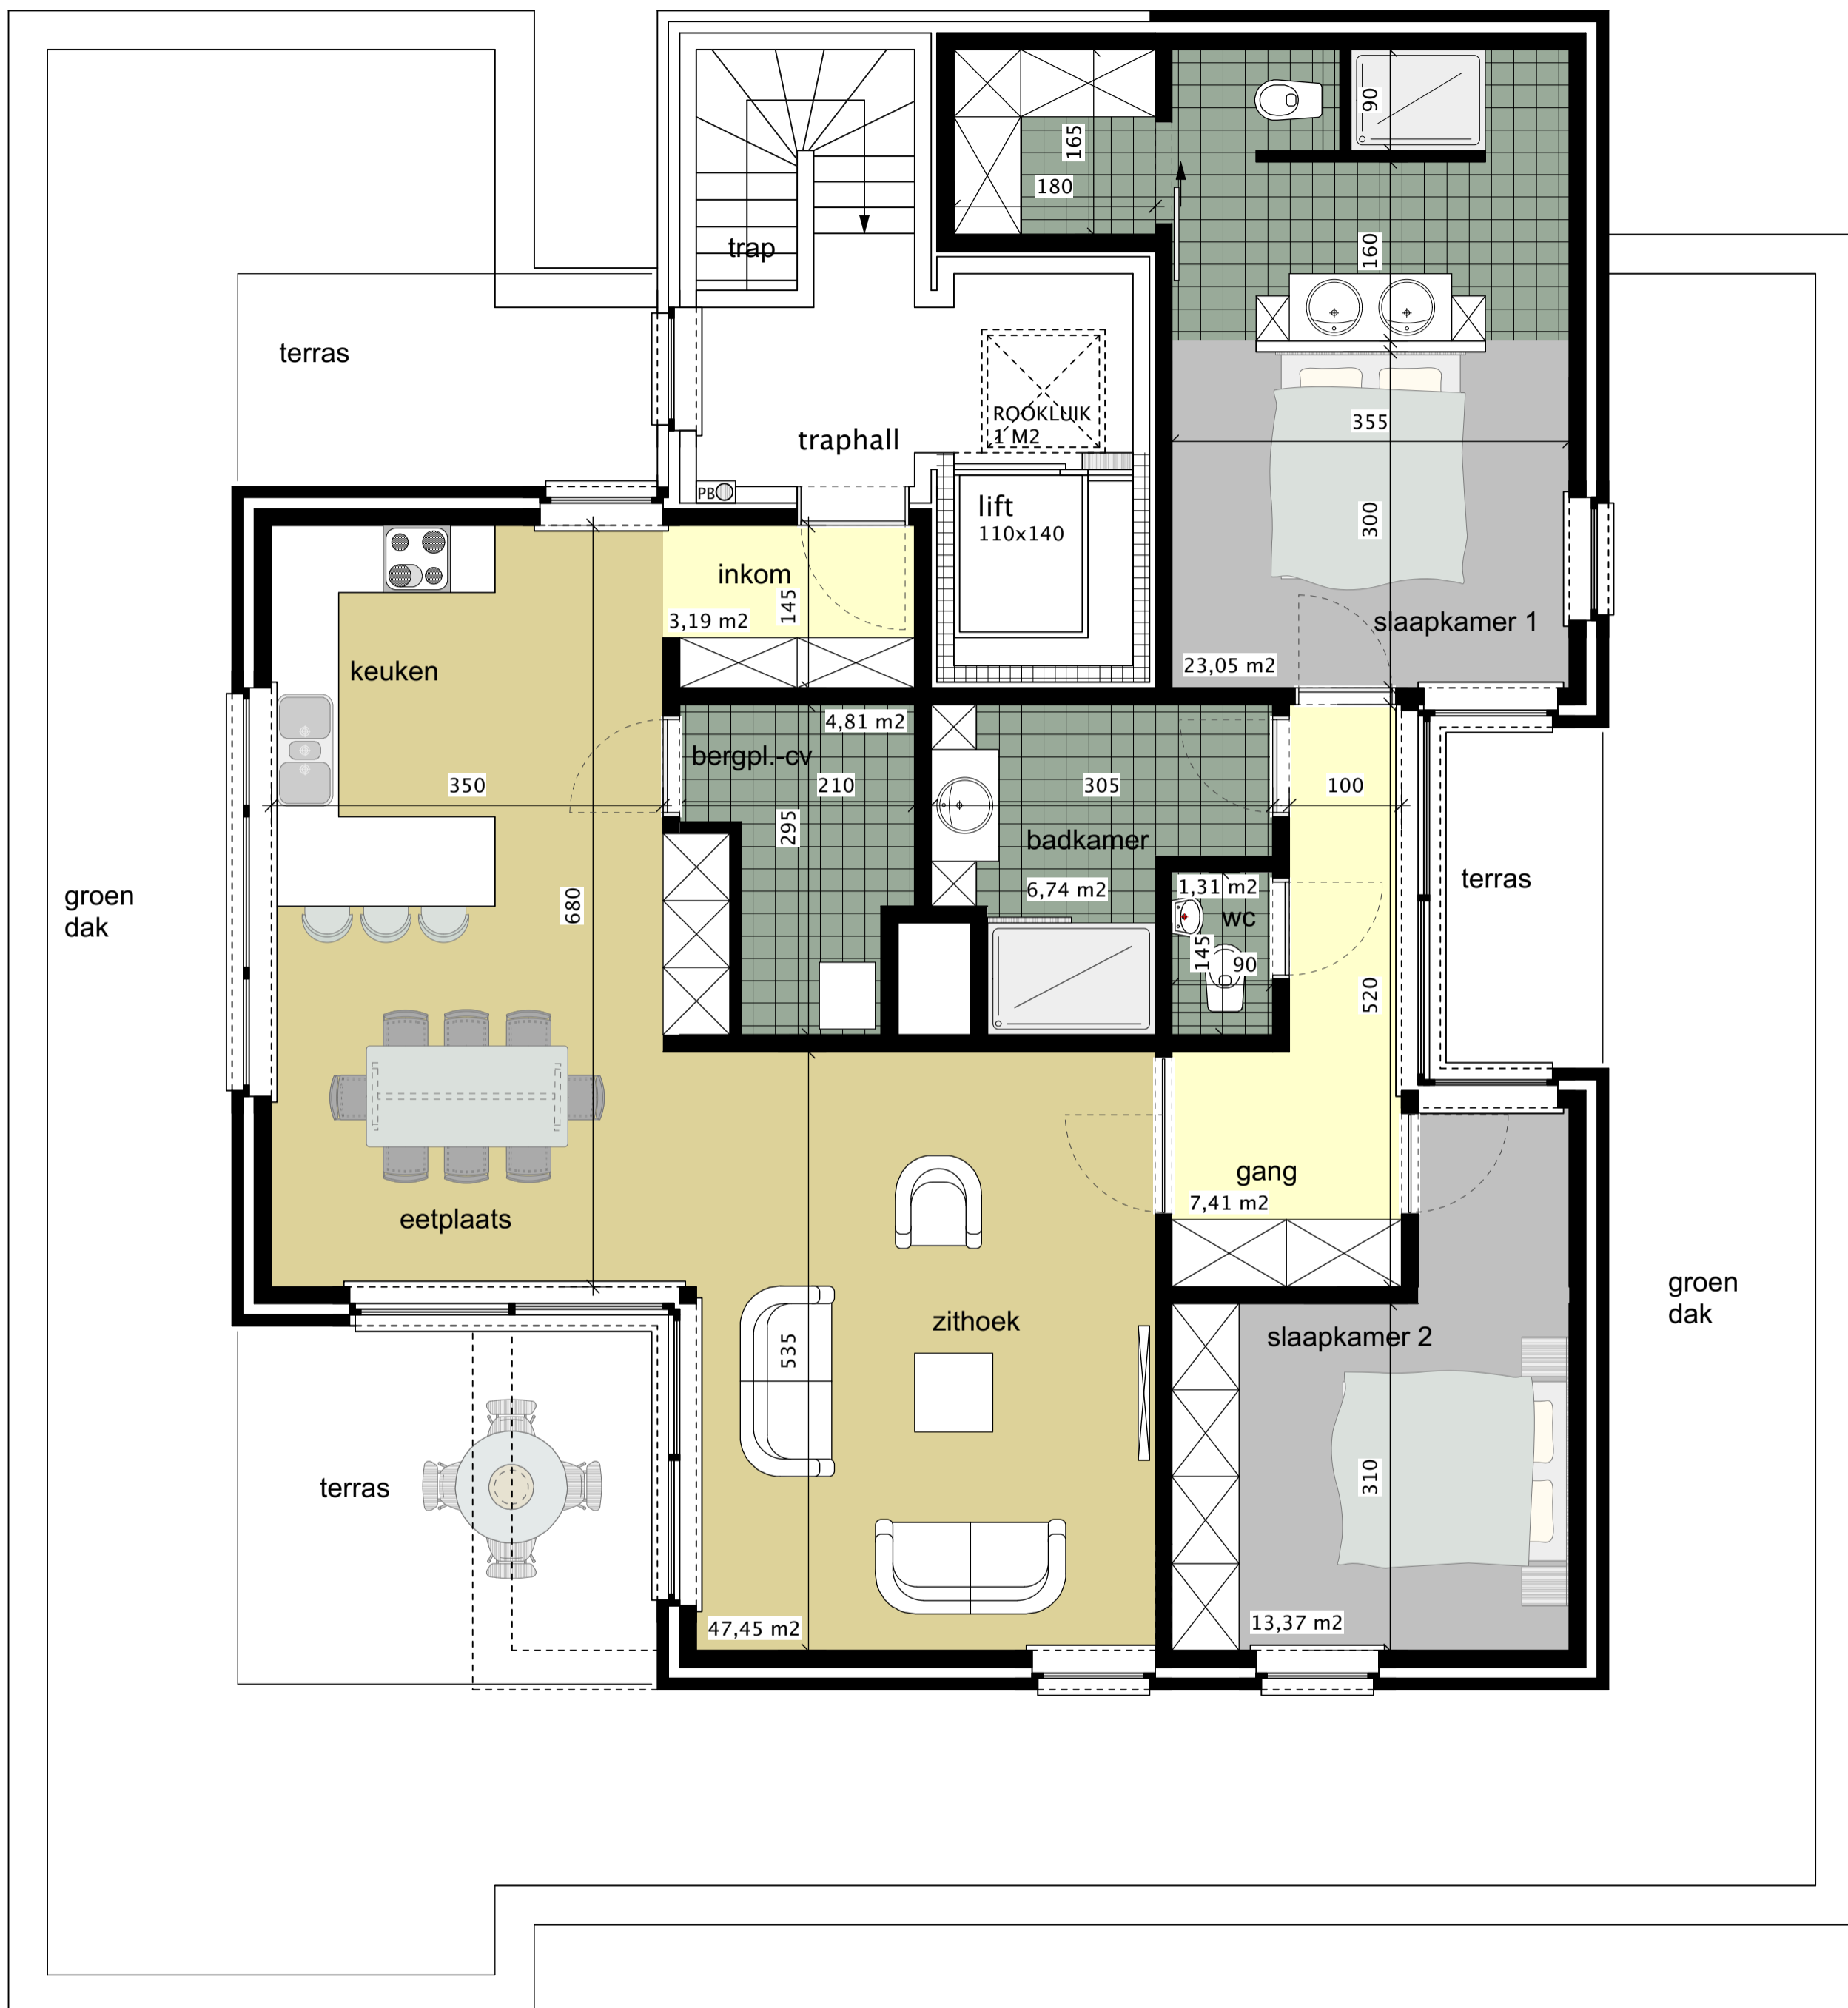 90
165
180
trap
160
terras
ROOKLUIK
1 M2
355
traphall
PB
lift
110x140
300
inkom
145
3,19 m2
slaapkamer 1
23,05 m2
keuken
4,81 m2
bergpl.-cv
350
210
305
100
295
badkamer
6,74 m2
1,31 m2
wc
145
90
terras
groen
dak
680
520
gang
7,41 m2
eetplaats
groen
dak
zithoek
535
slaapkamer 2
310
terras
47,45 m2
13,37 m2